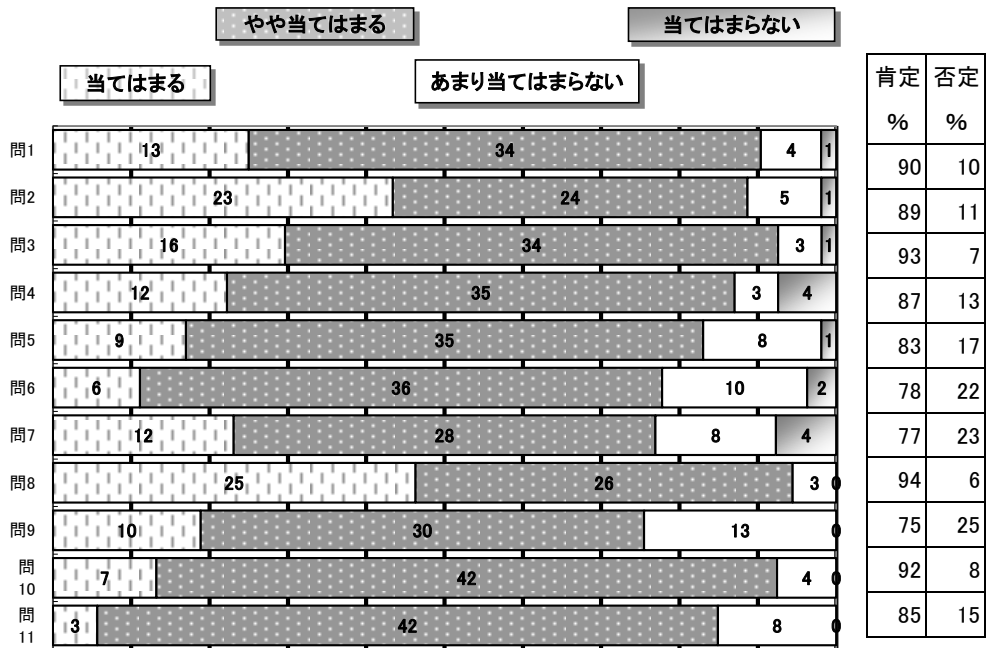 やや当てはまる 当てはまらない
当てはまる あまり当てはまらない
肯定 否定
% %
問1 13 34 4 1 90 10
問2 23 24 5 1 89 11
問3 16 34 3 1 93 7
問4 12 35 3 4 87 13
問5 9 35 8 1 83 17
問6 6 36 10 2 78 22
問7 12 28 8 4 77 23
問8 25 26 3 0 94 6
問9 10 30 13 0 75 25
問
10 7 42 4 0 92 8
問
11 3 42 8 0 85 15